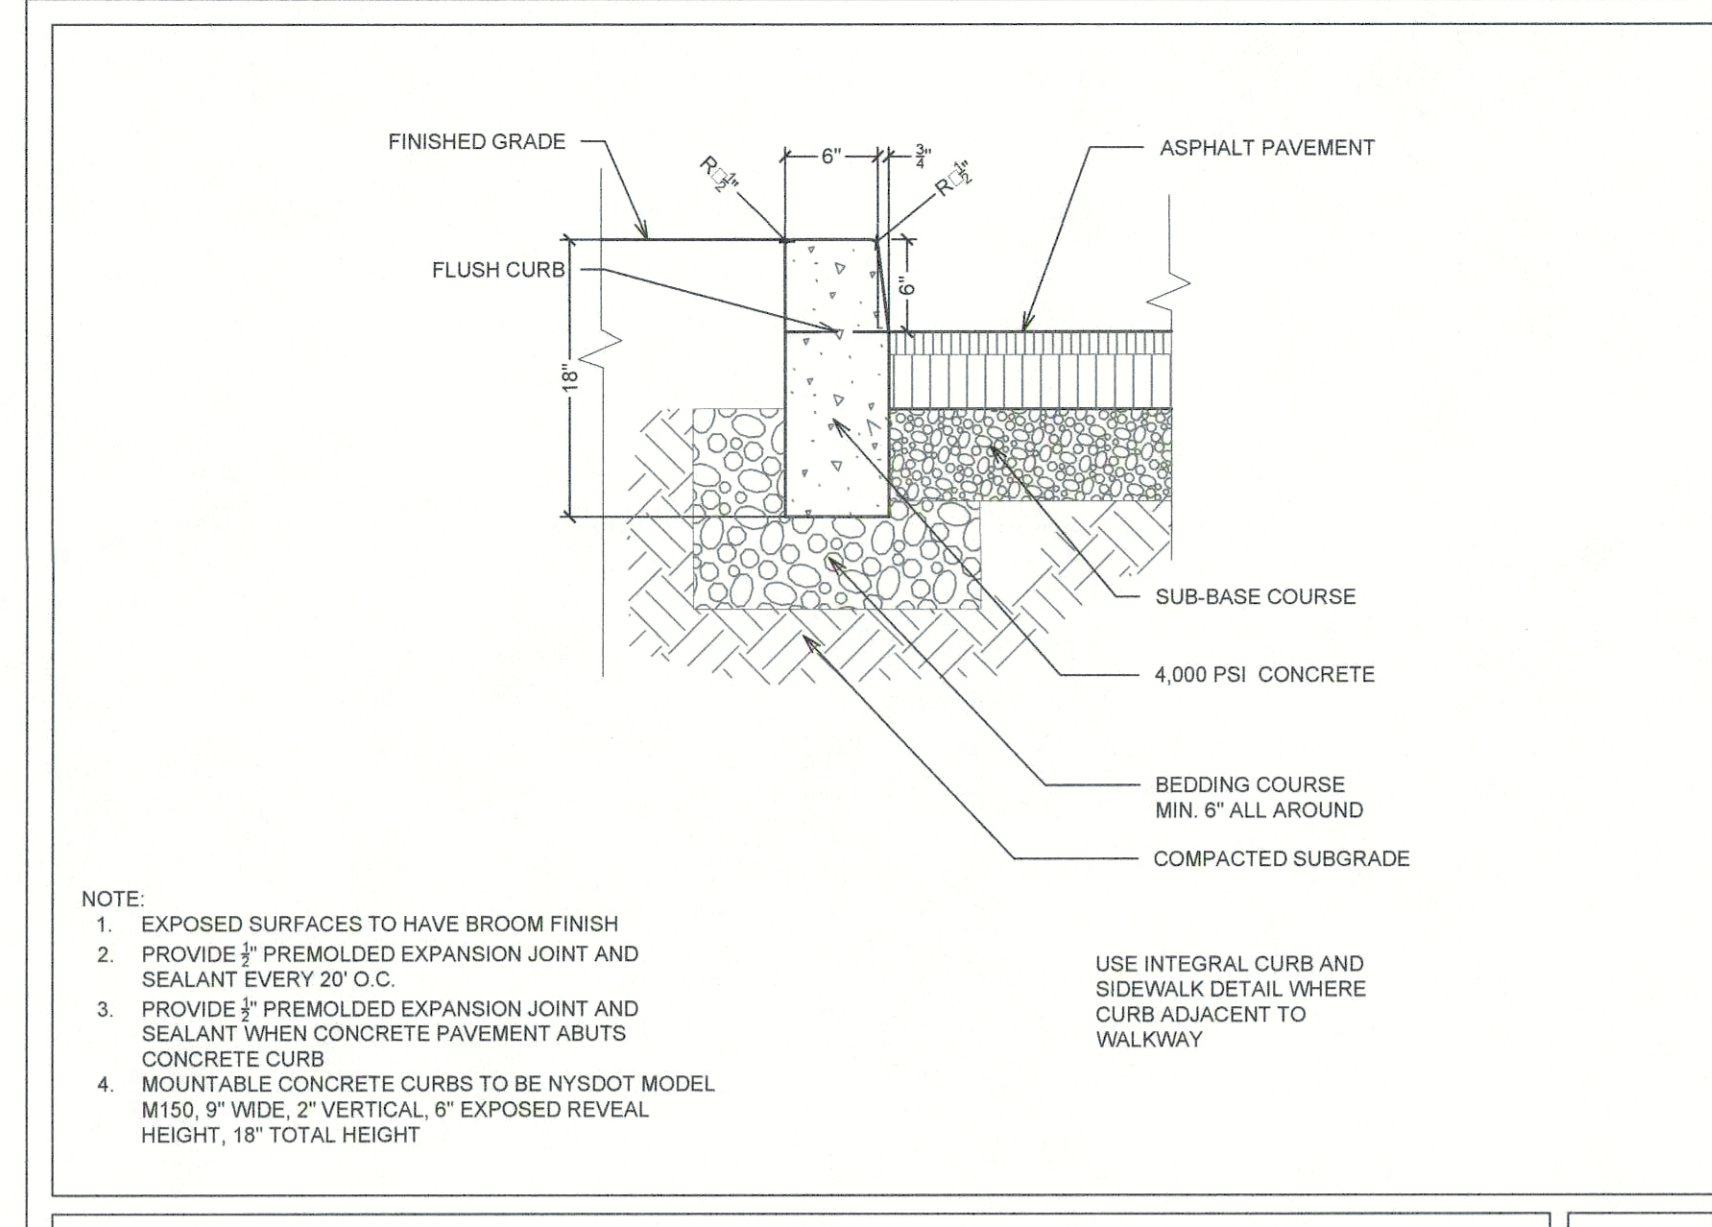 FINISHED GRADE
R□½"
6"
¾"
R□½"
ASPHALT PAVEMENT
FLUSH CURB
6"
18"
SUB-BASE COURSE
4,000 PSI CONCRETE
BEDDING COURSE
MIN. 6" ALL AROUND
COMPACTED SUBGRADE
NOTE:
1. EXPOSED SURFACES TO HAVE BROOM FINISH
2. PROVIDE ½" PREMOLDED EXPANSION JOINT AND
SEALANT EVERY 20' O.C.
3. PROVIDE ½" PREMOLDED EXPANSION JOINT AND
SEALANT WHEN CONCRETE PAVEMENT ABUTS
CONCRETE CURB
4. MOUNTABLE CONCRETE CURBS TO BE NYSDOT MODEL
M150, 9" WIDE, 2" VERTICAL, 6" EXPOSED REVEAL
HEIGHT, 18" TOTAL HEIGHT
USE INTEGRAL CURB AND
SIDEWALK DETAIL WHERE
CURB ADJACENT TO
WALKWAY